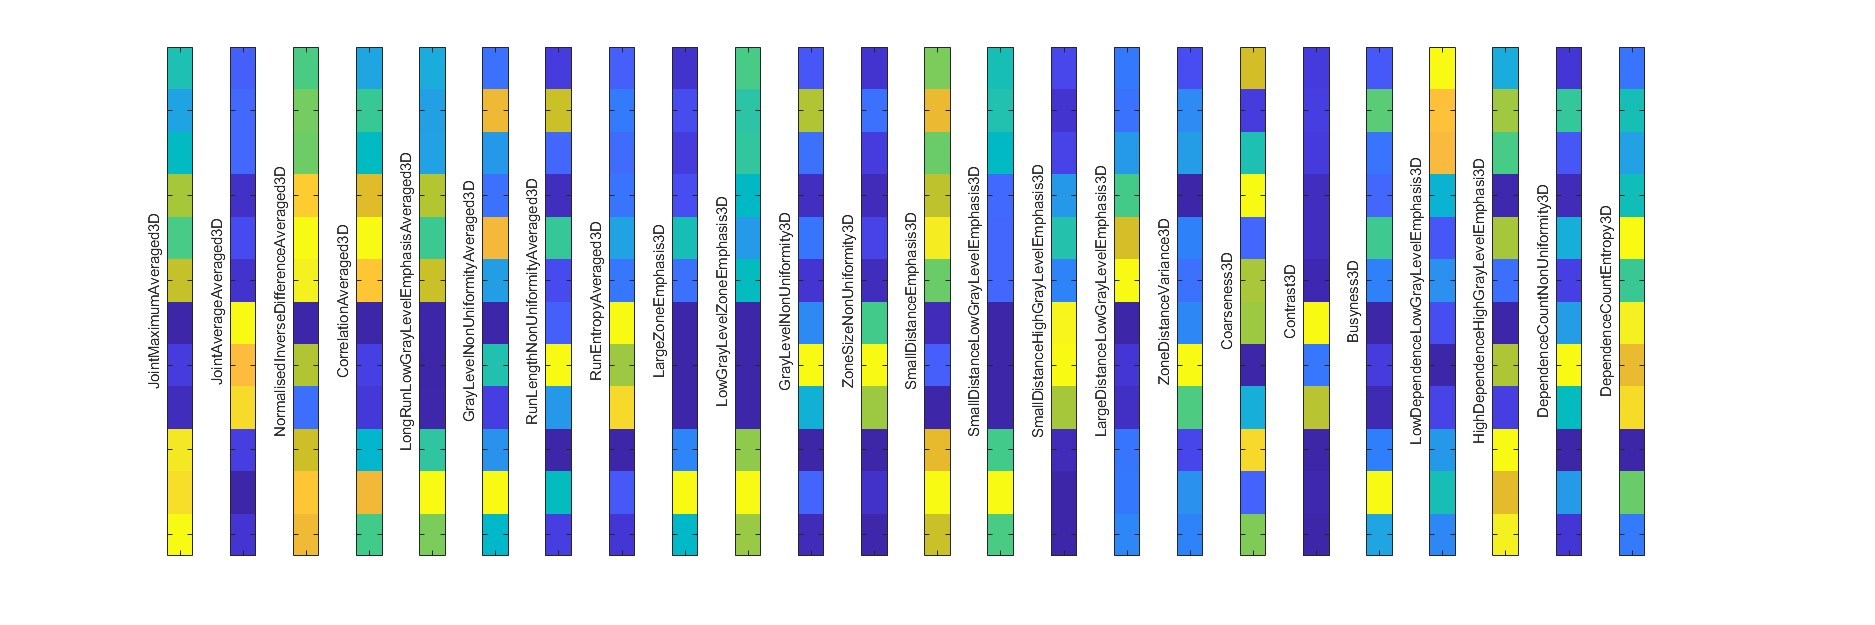 JointMaximumAveraged3D
JointAverageAveraged3D
NormalisedInverseDifferenceAveraged3D
CorrelationAveraged3D
LongRunLowGrayLevelEmphasisAveraged3D
GrayLevelNonUniformityAveraged3D
RunLengthNonUniformityAveraged3D
RunEntropyAveraged3D
LargeZoneEmphasis3D
LowGrayLevelZoneEmphasis3D
GrayLevelNonUniformity3D
ZoneSizeNonUniformity3D
SmallDistanceEmphasis3D
SmallDistanceLowGrayLevelEmphasis3D
SmallDistanceHighGrayLevelEmphasis3D
LargeDistanceLowGrayLevelEmphasis3D
ZoneDistanceVariance3D
Coarseness3D
Contrast3D
Busyness3D
LowDependenceLowGrayLevelEmphasis3D
HighDependenceHighGrayLevelEmphasi3D
DependenceCountNonUniformity3D
DependenceCountEntropy3D